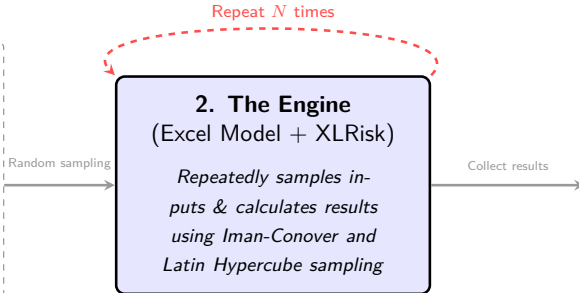 Repeat N times
2. The Engine
(Excel Model + XLRisk)
Random sampling
Collect results
Repeatedly samples in-
puts & calculates results
using Iman-Conover and
Latin Hypercube sampling